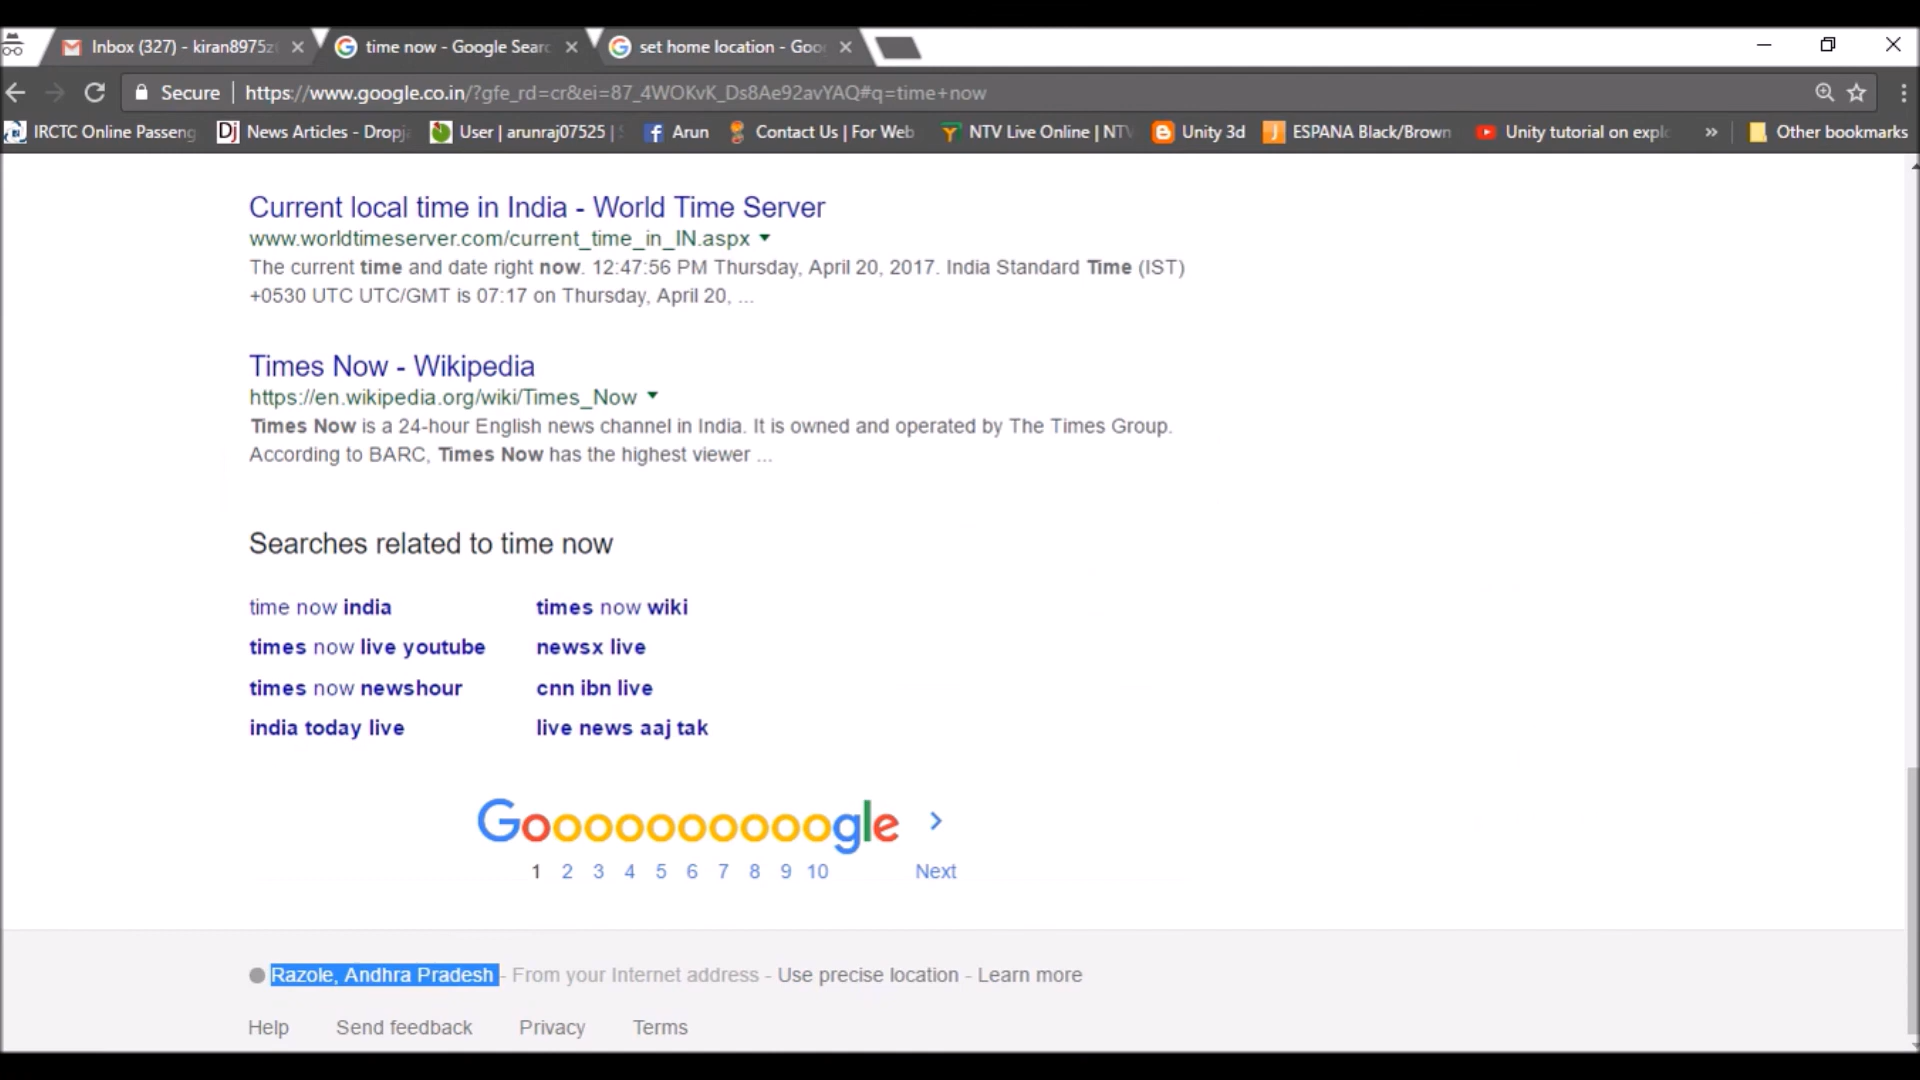 Inbox (327) - kiran8975z
time now - Google Sear
set home location - Goo
Secure
https://www.google.co.in/?gfe_rd=cr&ei=87_4WOKvK_Ds8Ae92avYAQ#q=time+now
IRCTC Online Passeng
Dj
News Articles - Dropj
User | arunraj07525 |
Arun
Contact Us | For Web
NTV Live Online | NT
Unity 3d
ESPANA Black/Brown
Unity tutorial on expl
»
Other bookmarks
Current local time in India - World Time Server
www.worldtimeserver.com/current_time_in_IN.aspx
The current time and date right now. 12:47:56 PM Thursday, April 20, 2017. India Standard Time (IST)
+0530 UTC UTC/GMT is 07:17 on Thursday, April 20, ...
Times Now - Wikipedia
https://en.wikipedia.org/wiki/Times_Now
Times Now is a 24-hour English news channel in India. It is owned and operated by The Times Group.
According to BARC, Times Now has the highest viewer ...
Searches related to time now
time now india
times now wiki
times now live youtube
newsx live
times now newshour
cnn ibn live
india today live
live news aaj tak
Goooooooooogle >
1 2 3 4 5 6 7 8 9 10 Next
Razole, Andhra Pradesh - From your Internet address - Use precise location - Learn more
Help Send feedback Privacy Terms